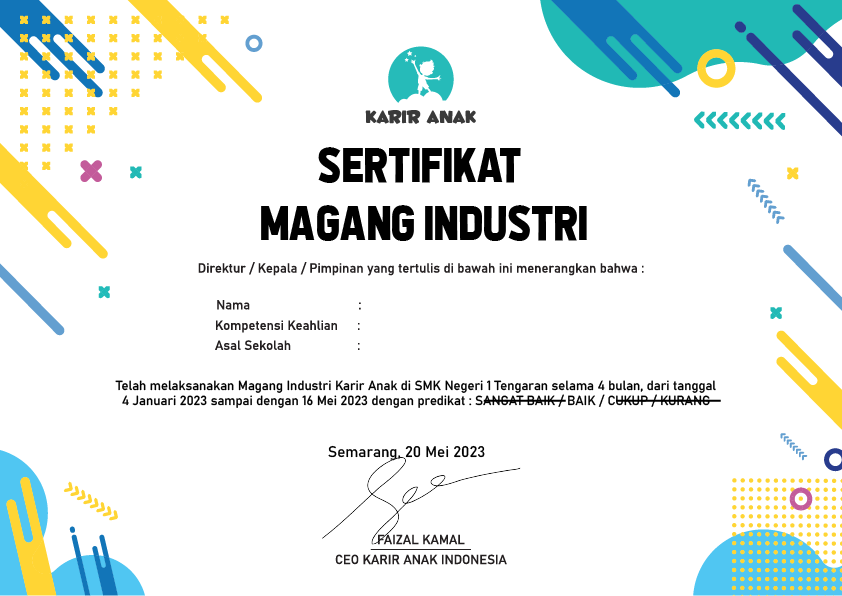 KARIR ANAK
SERTIFIKAT
MAGANG INDUSTRI
Direktur / Kepala / Pimpinan yang tertulis di bawah ini menerangkan bahwa :
Nama :
Kompetensi Keahlian :
Asal Sekolah :
Telah melaksanakan Magang Industri Karir Anak di SMK Negeri 1 Tengaran selama 4 bulan, dari tanggal
4 Januari 2023 sampai dengan 16 Mei 2023 dengan predikat : SANGAT BAIK / BAIK / CUKUP / KURANG
Semarang, 20 Mei 2023
FAIZAL KAMAL
CEO KARIR ANAK INDONESIA